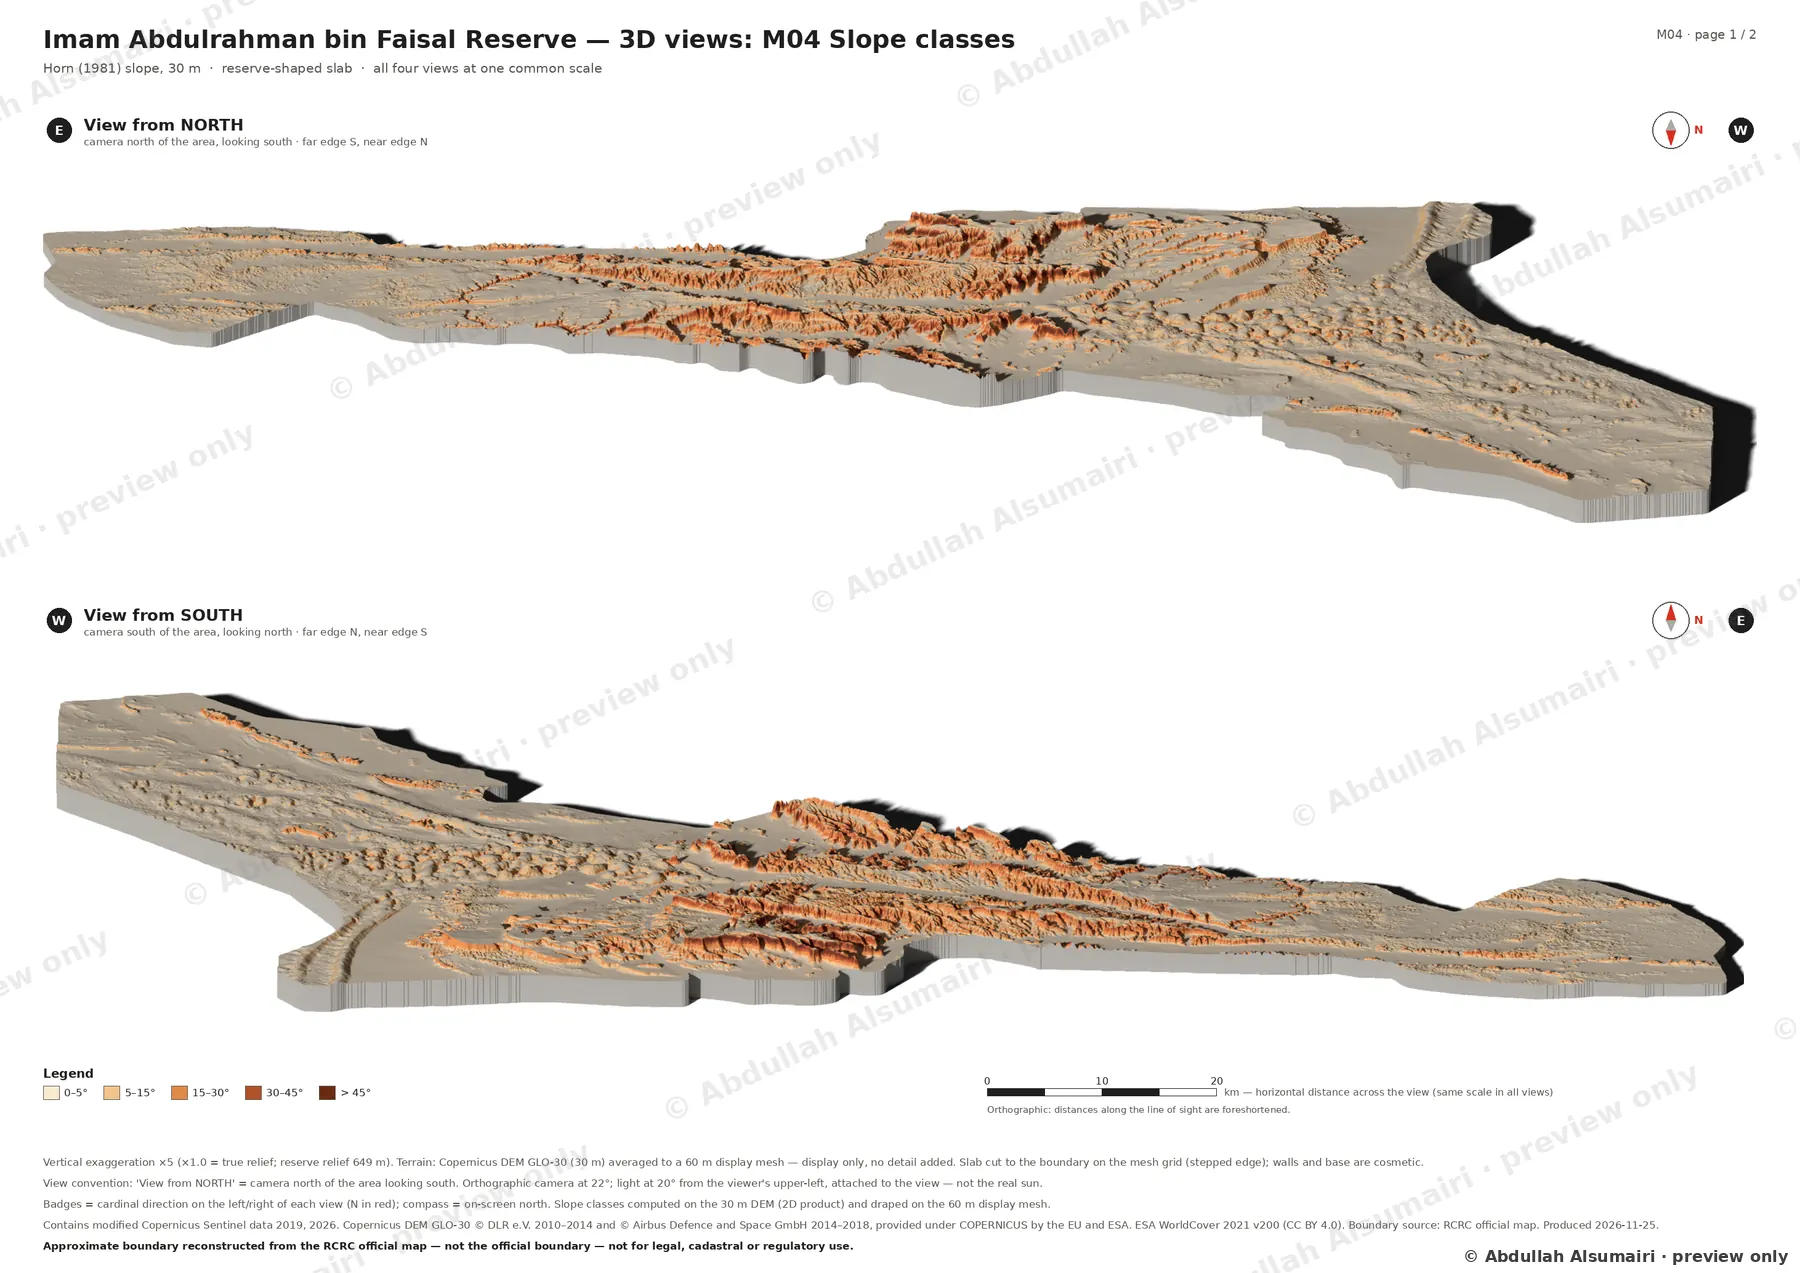 Imam Abdulrahman bin Faisal Reserve — 3D views: M04 Slope classes
M04 · page 1 / 2
Horn (1981) slope, 30 m · reserve-shaped slab · all four views at one common scale
E
View from NORTH
camera north of the area, looking south · far edge S, near edge N
N
W
W
View from SOUTH
camera south of the area, looking north · far edge N, near edge S
N
E
Legend
0–5°
5–15°
15–30°
30–45°
> 45°
0 10 20
km — horizontal distance across the view (same scale in all views)
Orthographic: distances along the line of sight are foreshortened.
Vertical exaggeration ×5 (×1.0 = true relief; reserve relief 649 m). Terrain: Copernicus DEM GLO-30 (30 m) averaged to a 60 m display mesh — display only, no detail added. Slab cut to the boundary on the mesh grid (stepped edge); walls and base are cosmetic.
View convention: 'View from NORTH' = camera north of the area looking south. Orthographic camera at 22°; light at 20° from the viewer's upper-left, attached to the view — not the real sun.
Badges = cardinal direction on the left/right of each view (N in red); compass = on-screen north. Slope classes computed on the 30 m DEM (2D product) and draped on the 60 m display mesh.
Contains modified Copernicus Sentinel data 2019, 2026. Copernicus DEM GLO-30 © DLR e.V. 2010–2014 and © Airbus Defence and Space GmbH 2014–2018, provided under COPERNICUS by the EU and ESA. ESA WorldCover 2021 v200 (CC BY 4.0). Boundary source: RCRC official map. Produced 2026-11-25.
Approximate boundary reconstructed from the RCRC official map — not the official boundary — not for legal, cadastral or regulatory use.
© Abdullah Alsumairi · preview only